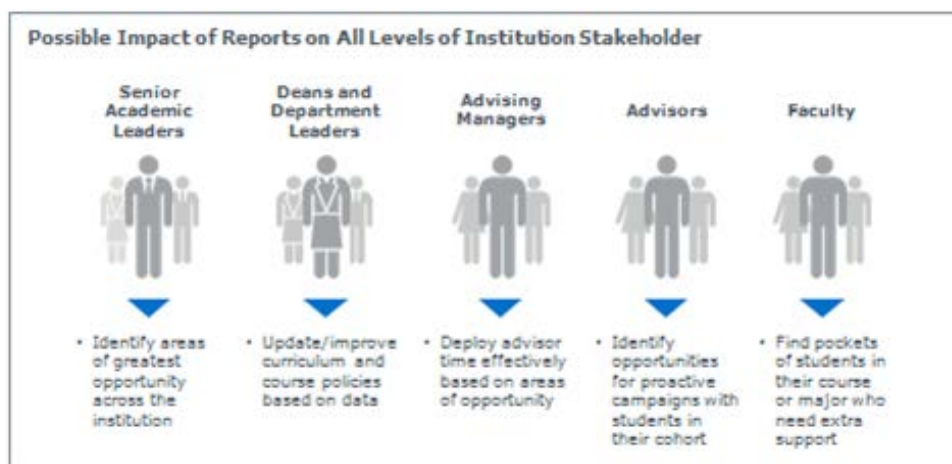 Possible Impact of Reports on All Levels of Institution Stakeholder
Senior
Academic
Leaders
Deans and
Department
Leaders
Advising
Managers
Advisors
Faculty
• Identify areas
of greatest
opportunity
across the
institution
• Update/improve
curriculum and
course policies
based on data
• Deploy advisor
time effectively
based on areas
of opportunity
• Identify
opportunities
for proactive
campaigns with
students in
their cohort
• Find pockets
of students in
their course
or major who
need extra
support